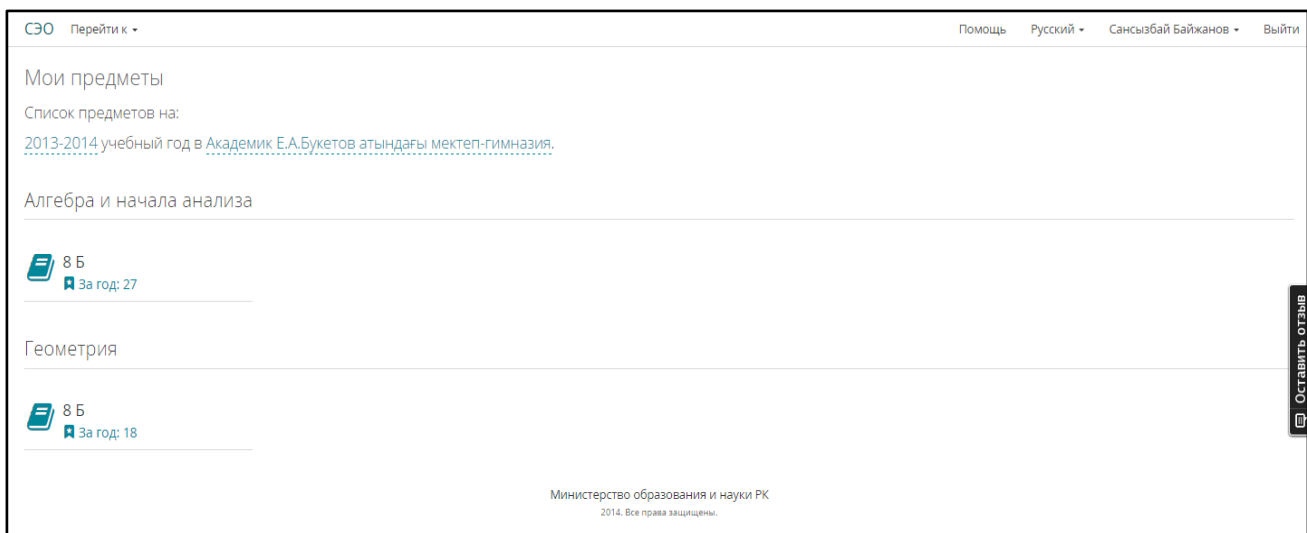 СЭО Перейти к Помощь Русский Сансызбай Байжанов Выйти
Мои предметы
Список предметов на:
2013-2014 учебный год в Академик Е.А.Букетов атындағы мектеп-гимназия.
Алгебра и начала анализа
8 Б
За год: 27
Оставить отзыв
Геометрия
8 Б
За год: 18
Министерство образования и науки РК
2014. Все права защищены.